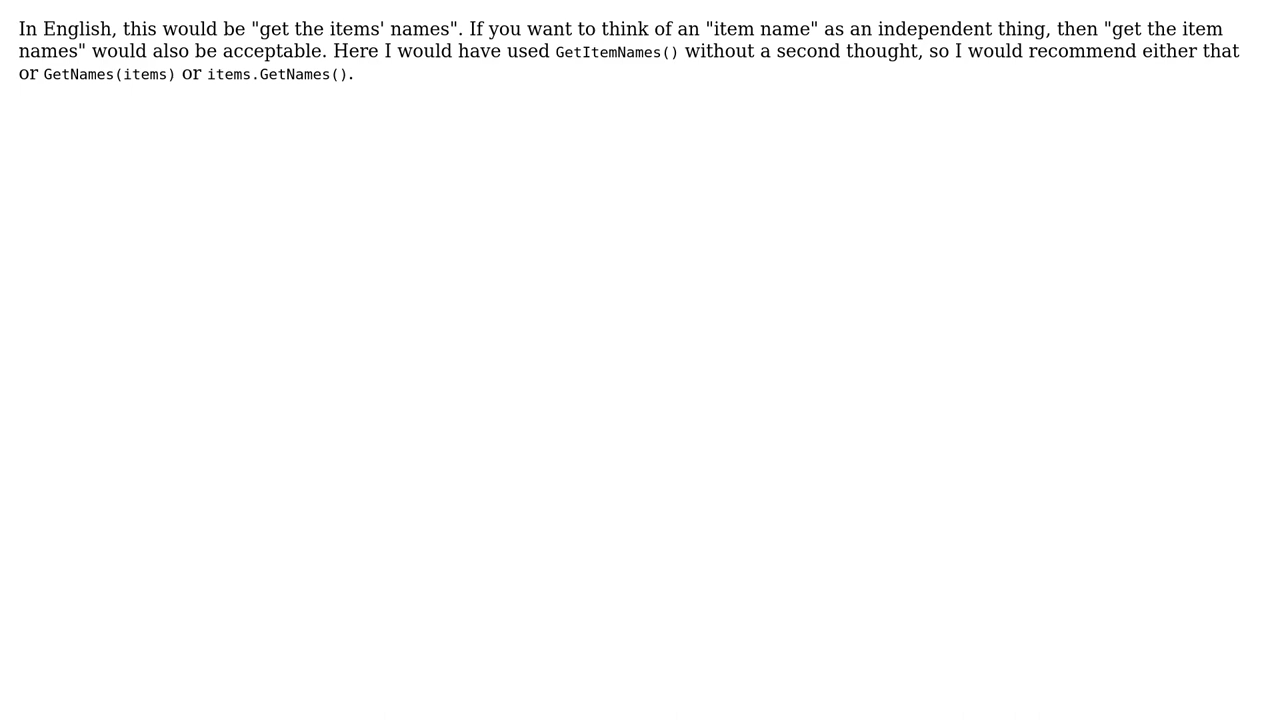 In English, this would be "get the items' names". If you want to think of an "item name" as an independent thing, then "get the item
names" would also be acceptable. Here I would have used GetItemNames() without a second thought, so I would recommend either that
or GetNames(items) or items.GetNames().